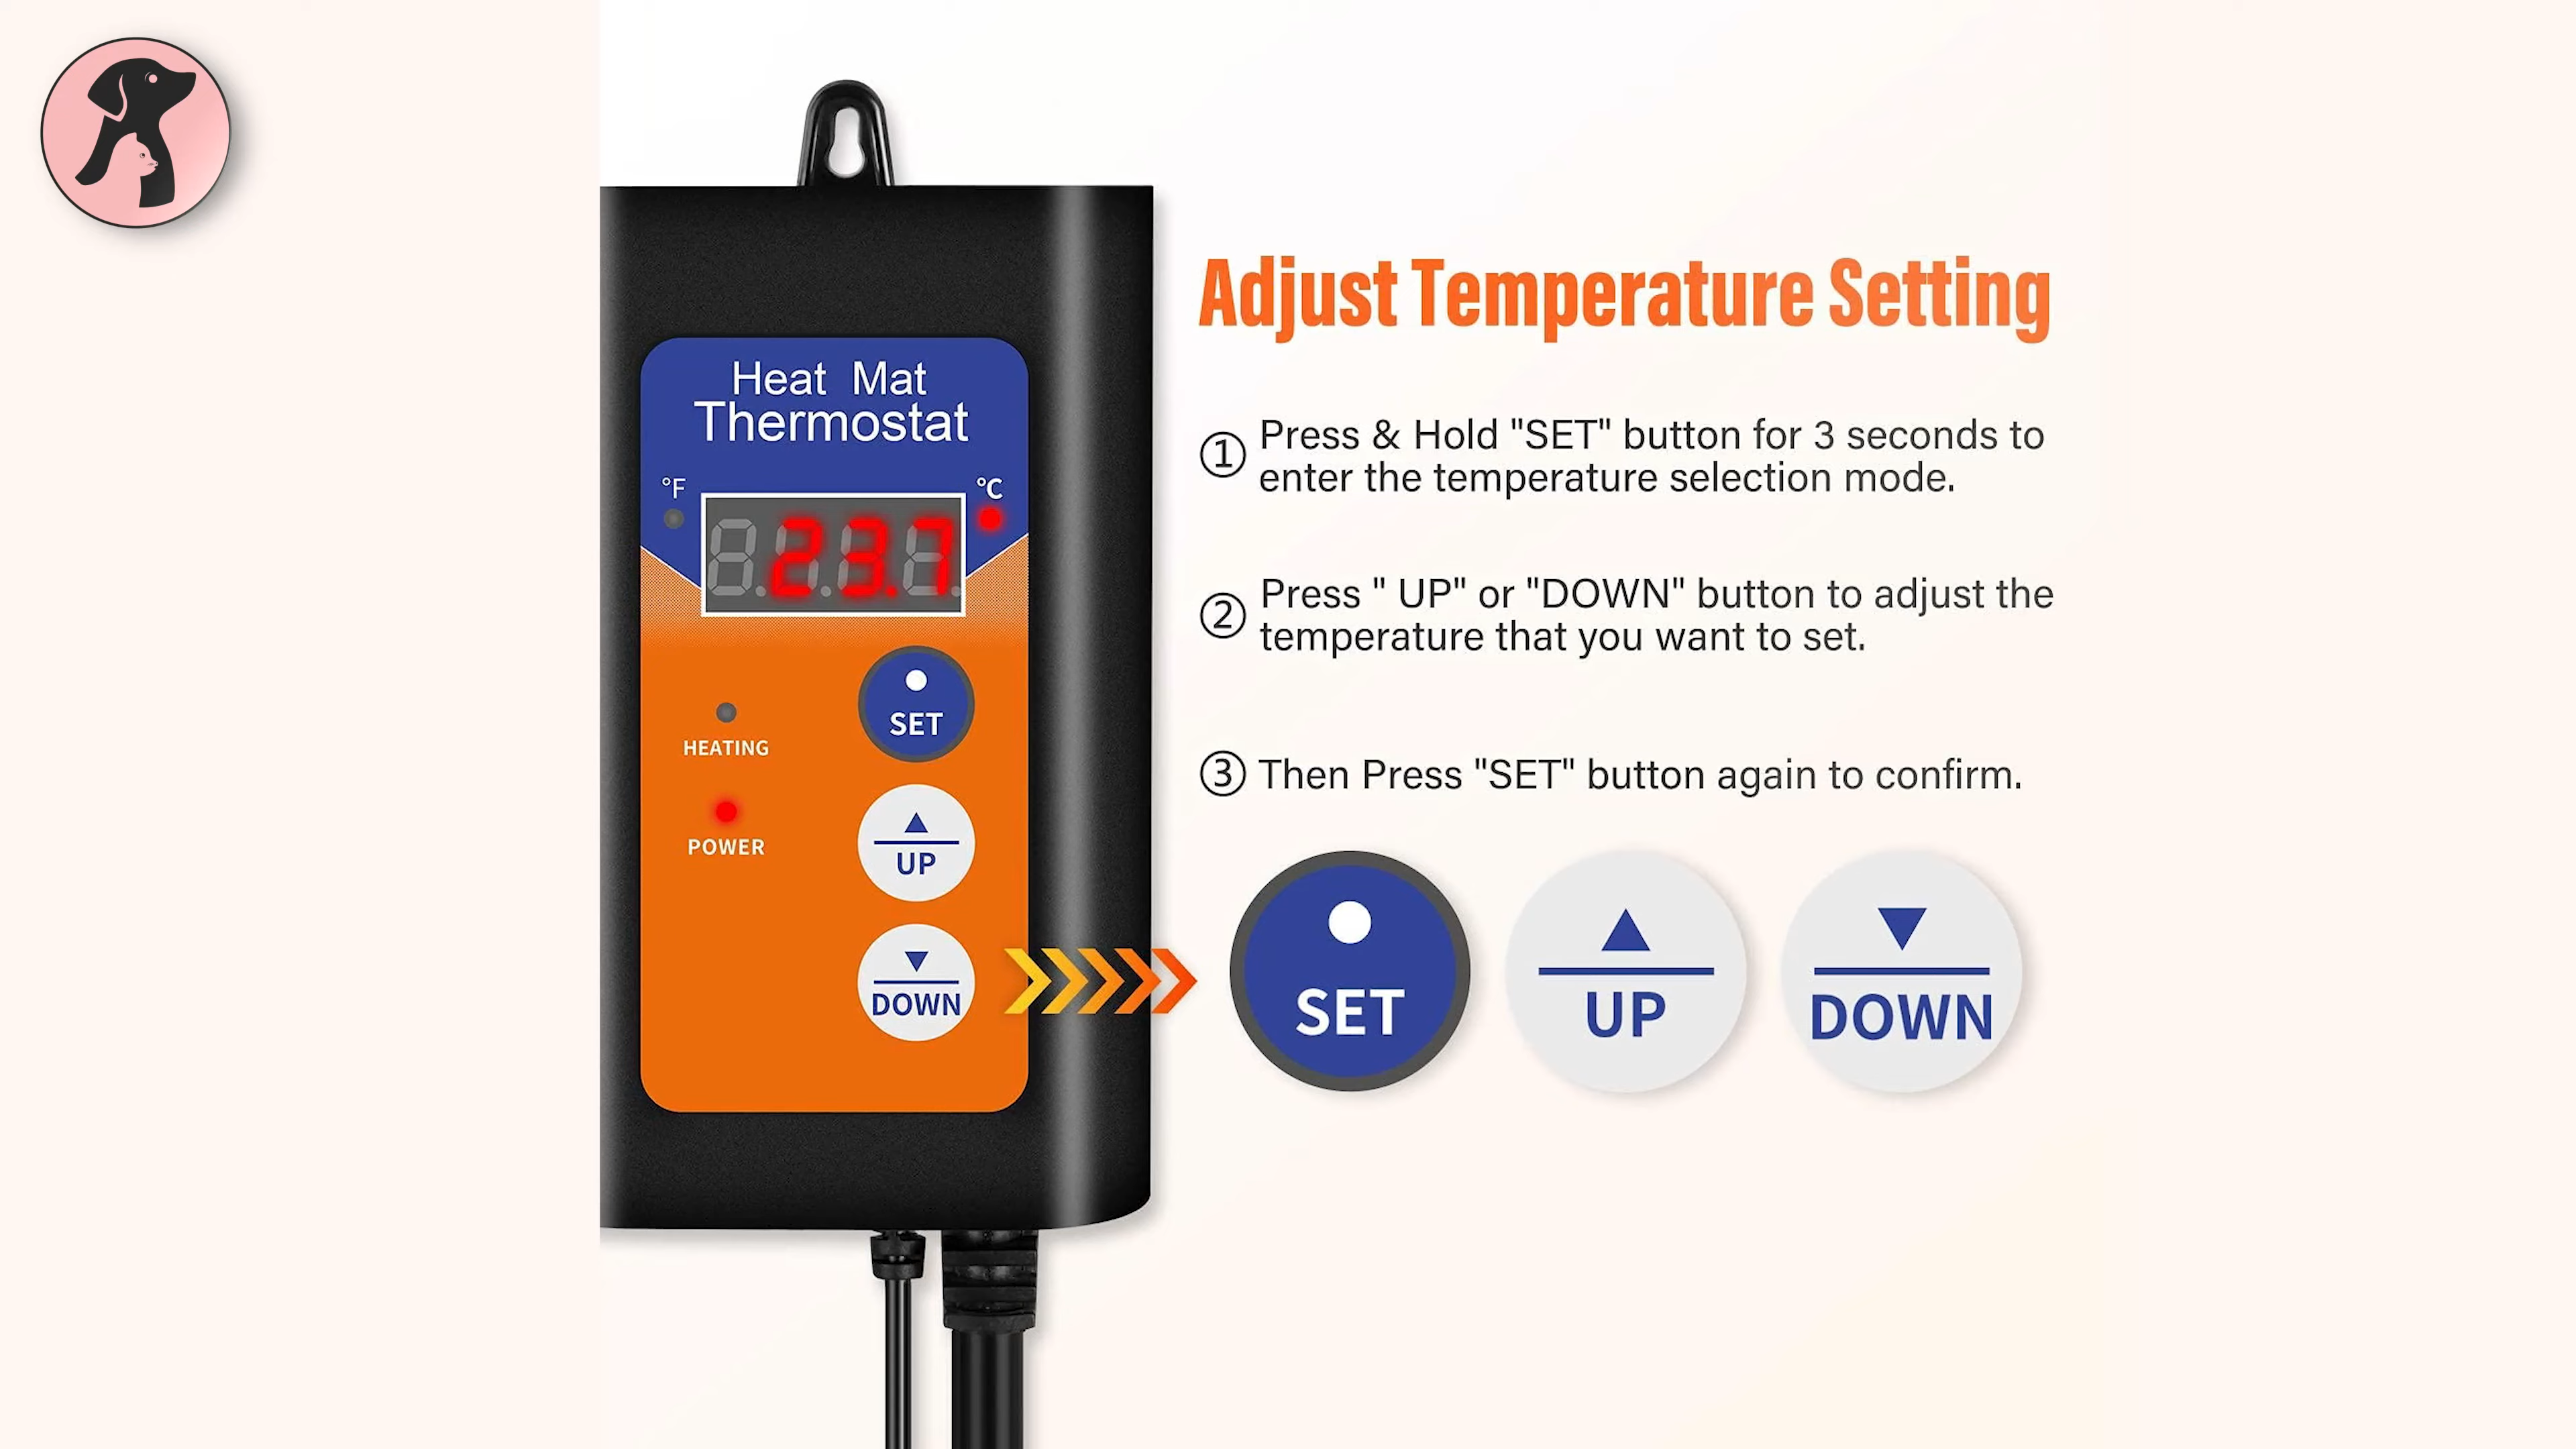 Adjust Temperature Setting
Heat Mat
Thermostat
°F
°C
23.7
SET
HEATING
UP
POWER
DOWN
① Press & Hold "SET" button for 3 seconds to
enter the temperature selection mode.
② Press " UP" or "DOWN" button to adjust the
temperature that you want to set.
③ Then Press "SET" button again to confirm.
SET
UP
DOWN